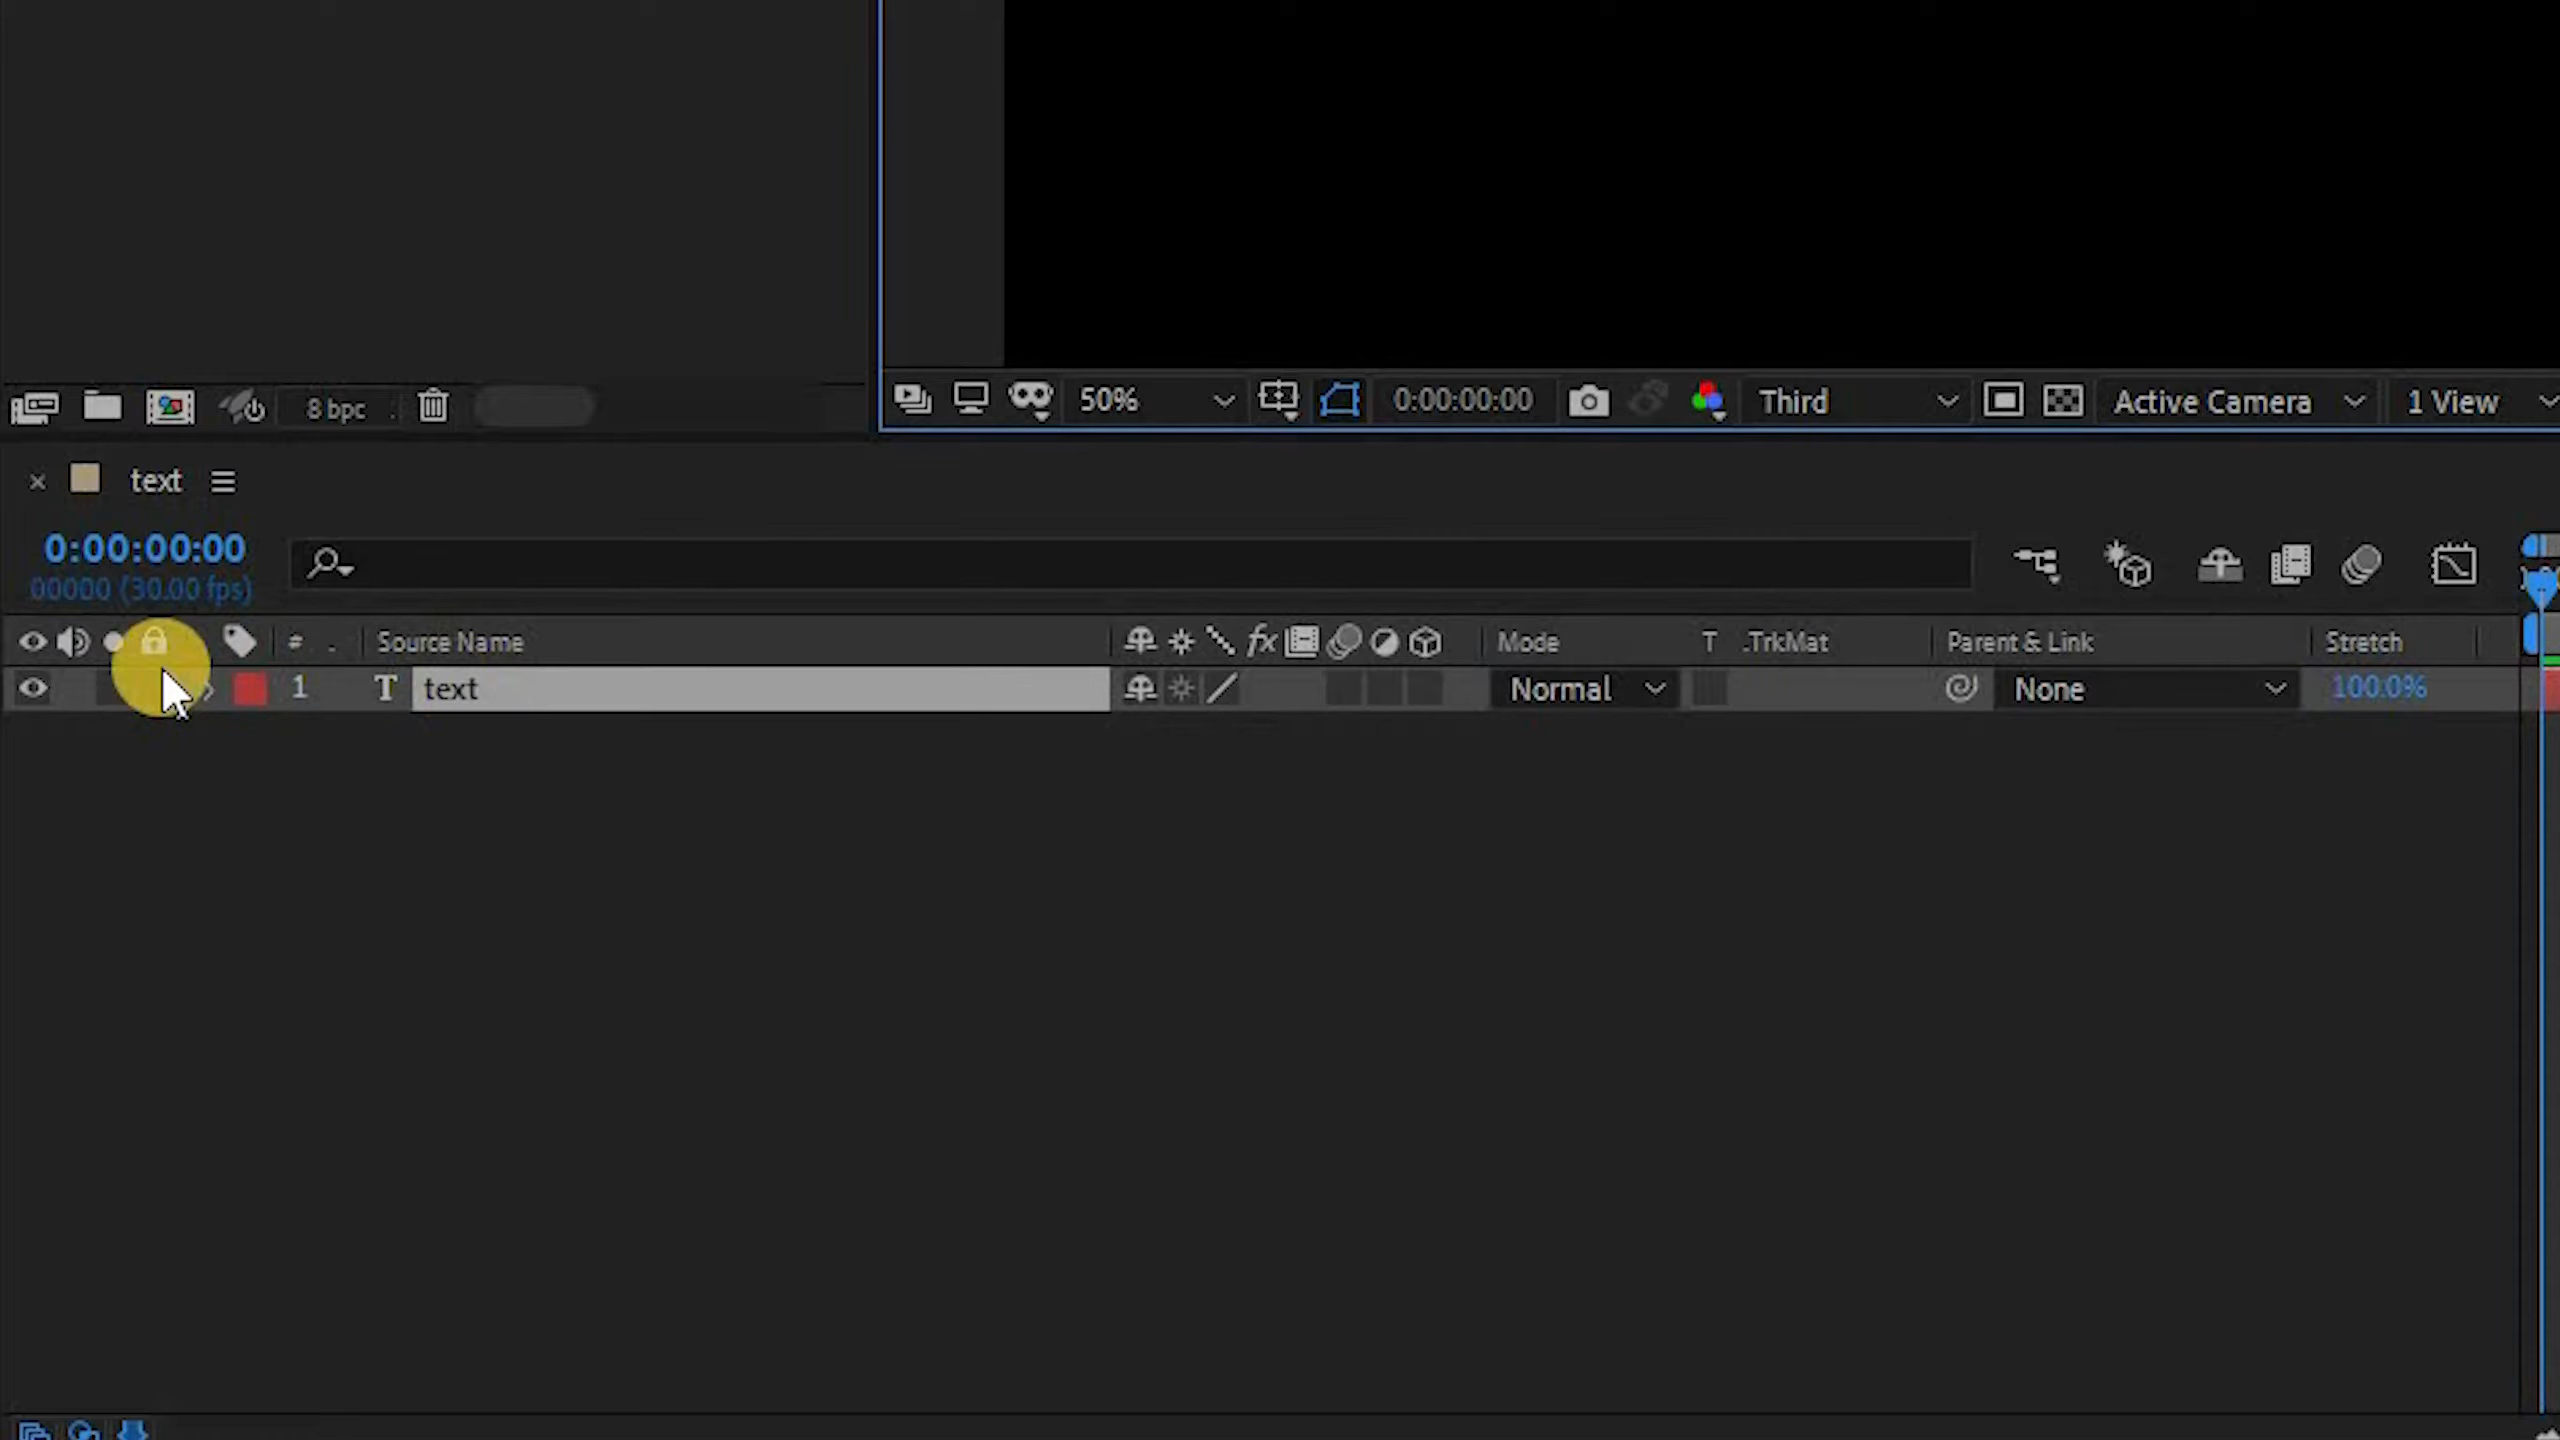 8 bpc
50%
0:00:00:00
Third
Active Camera
1 View
text
0:00:00:00
00000 (30.00 fps)
# . Source Name fx Mode T .TrkMat Parent & Link Stretch
1 T text Normal None 100.0%